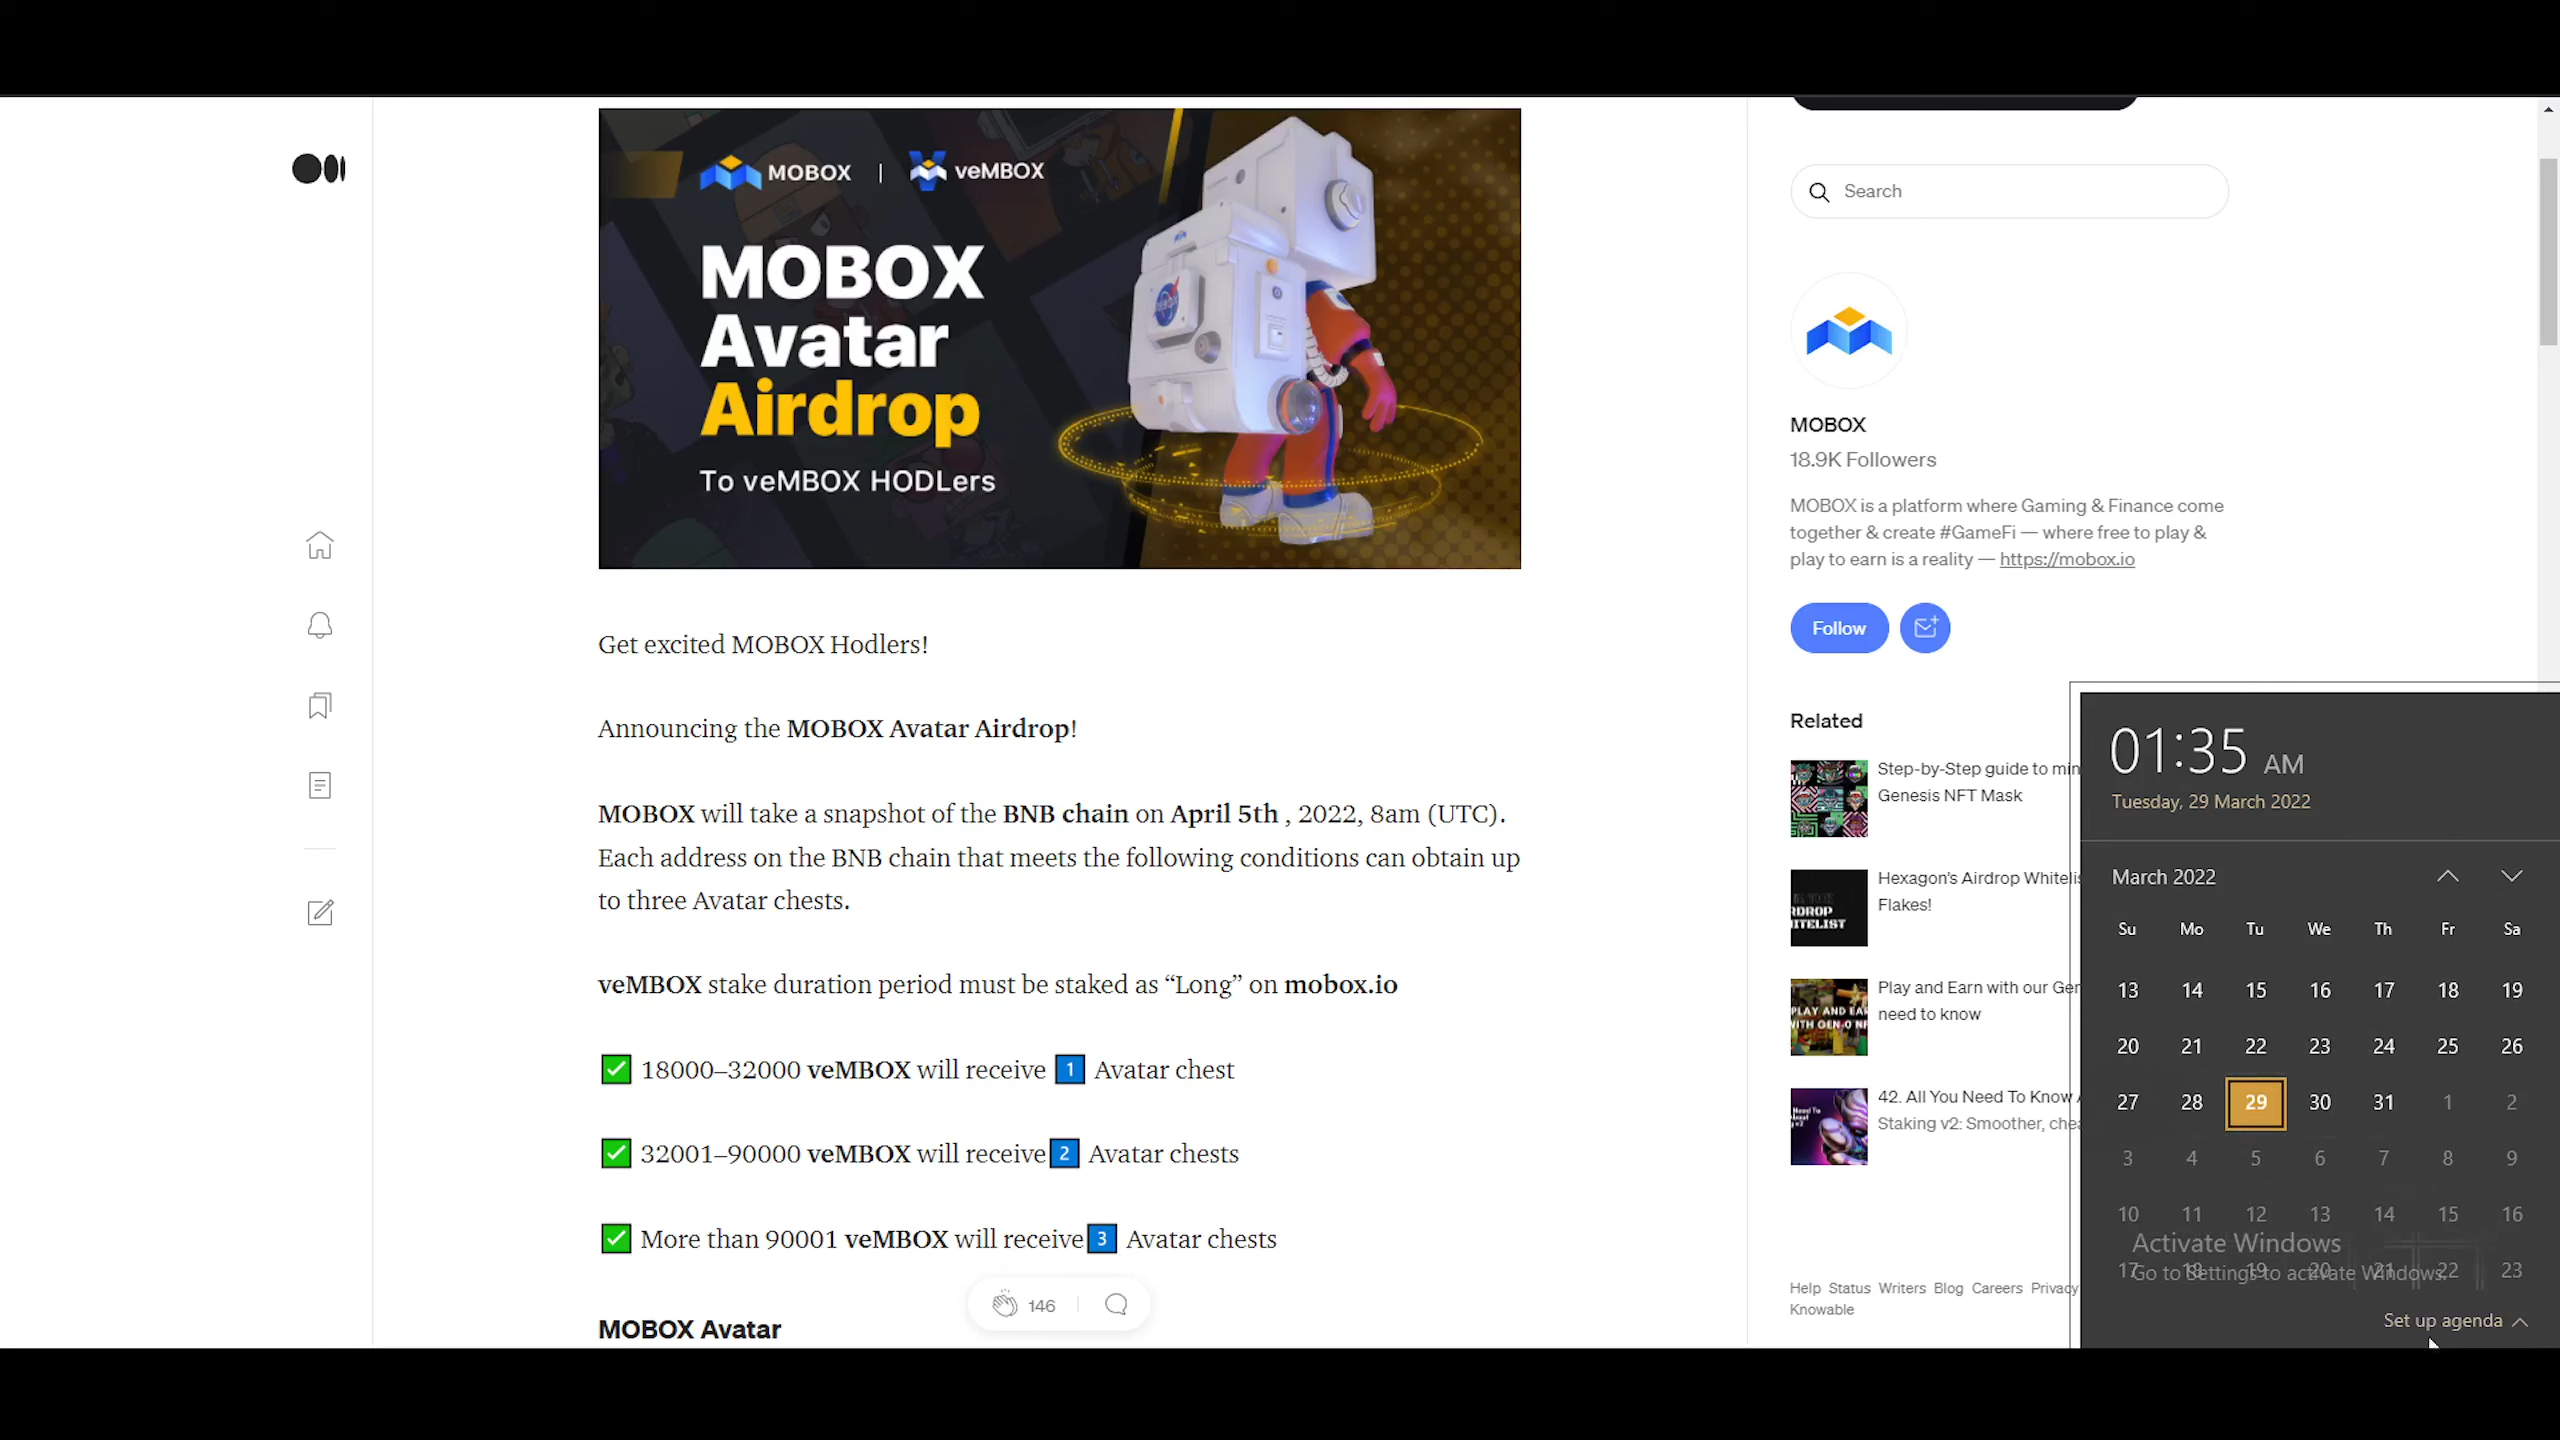 MOBOX | veMBOX
MOBOX
Avatar
Airdrop
To veMBOX HODLers
Get excited MOBOX Hodlers!
Announcing the MOBOX Avatar Airdrop!
MOBOX will take a snapshot of the BNB chain on April 5th , 2022, 8am (UTC).
Each address on the BNB chain that meets the following conditions can obtain up
to three Avatar chests.
veMBOX stake duration period must be staked as “Long” on mobox.io
✅ 18000–32000 veMBOX will receive 1️⃣ Avatar chest
✅ 32001–90000 veMBOX will receive 2️⃣ Avatar chests
✅ More than 90001 veMBOX will receive 3️⃣ Avatar chests
146
MOBOX Avatar
Search
MOBOX
18.9K Followers
MOBOX is a platform where Gaming & Finance come
together & create #GameFi — where free to play &
play to earn is a reality — https://mobox.io
Follow
Related
Step-by-Step guide to min
Genesis NFT Mask
Hexagon's Airdrop Whitelis
Flakes!
Play and Earn with our Gen
need to know
42. All You Need To Know
Staking v2: Smoother, chea
Help Status Writers Blog Careers Privacy
Knowable
01:35 AM
Tuesday, 29 March 2022
March 2022
Su Mo Tu We Th Fr Sa
13 14 15 16 17 18 19
20 21 22 23 24 25 26
27 28 29 30 31 1 2
3 4 5 6 7 8 9
10 11 12 13 14 15 16
Activate Windows
17 18 19 20 21 22 23
Go to Settings to activate Windows.
Set up agenda